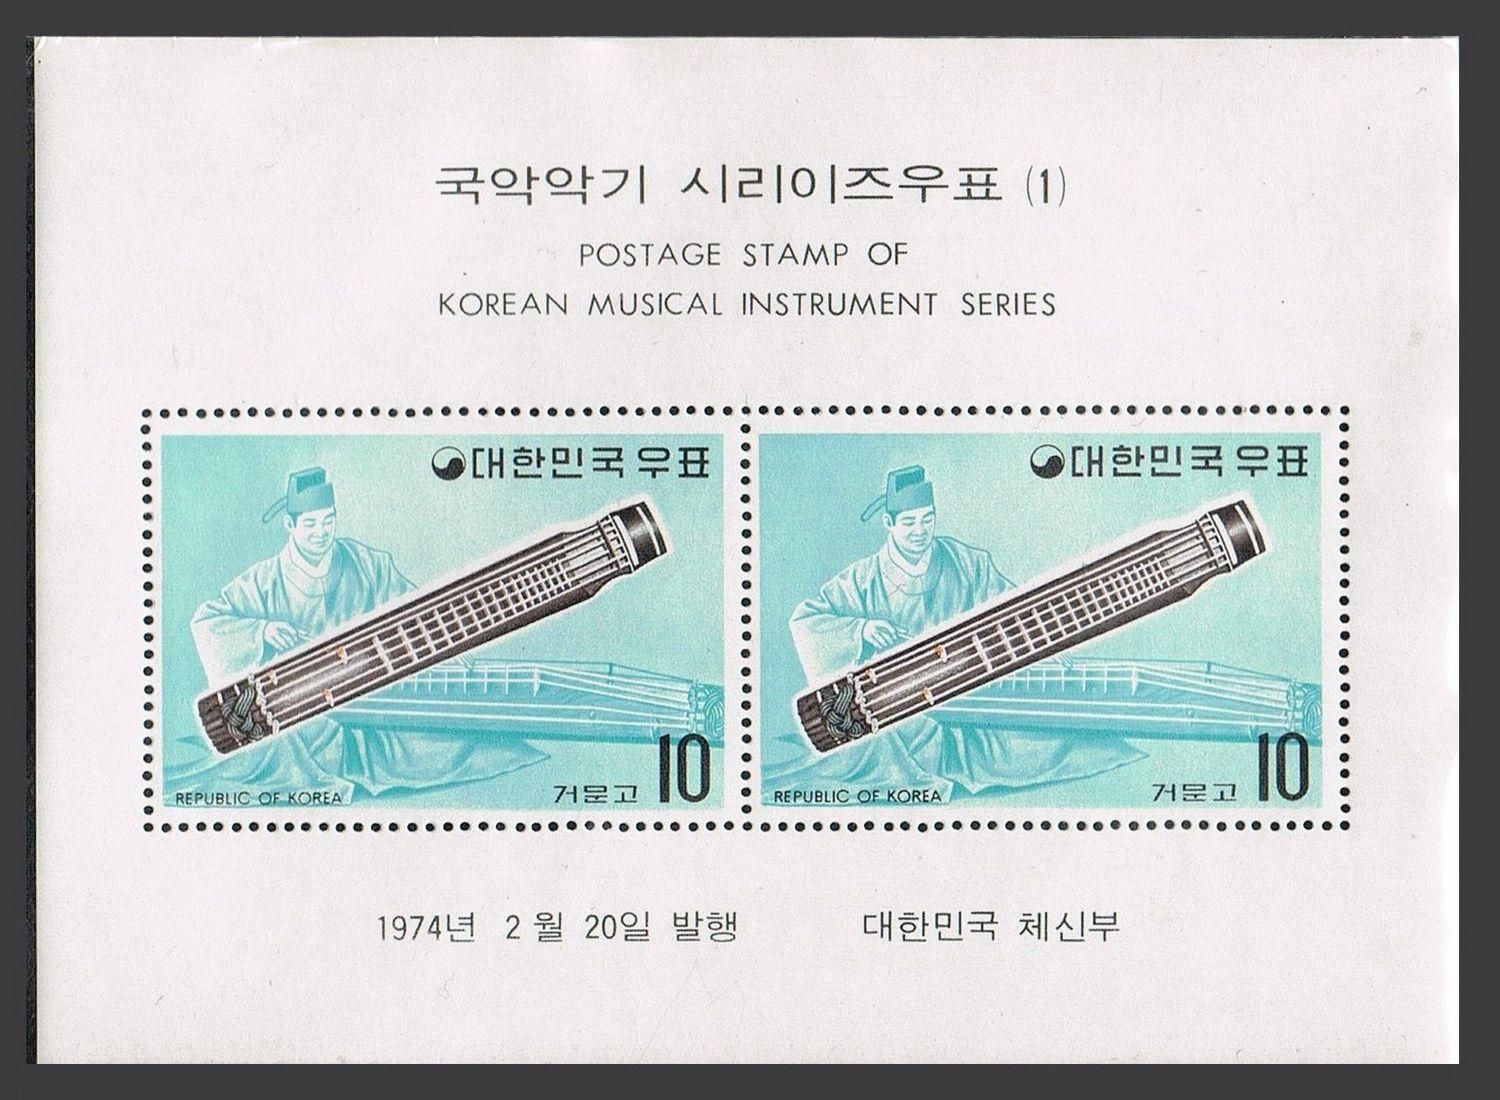 국악악기 시리이즈우표 (1)
POSTAGE STAMP OF
KOREAN MUSICAL INSTRUMENT SERIES
대한민국우표
REPUBLIC OF KOREA
거문고 10
대한민국우표
REPUBLIC OF KOREA
거문고 10
1974년 2월 20일 발행 대한민국 체신부